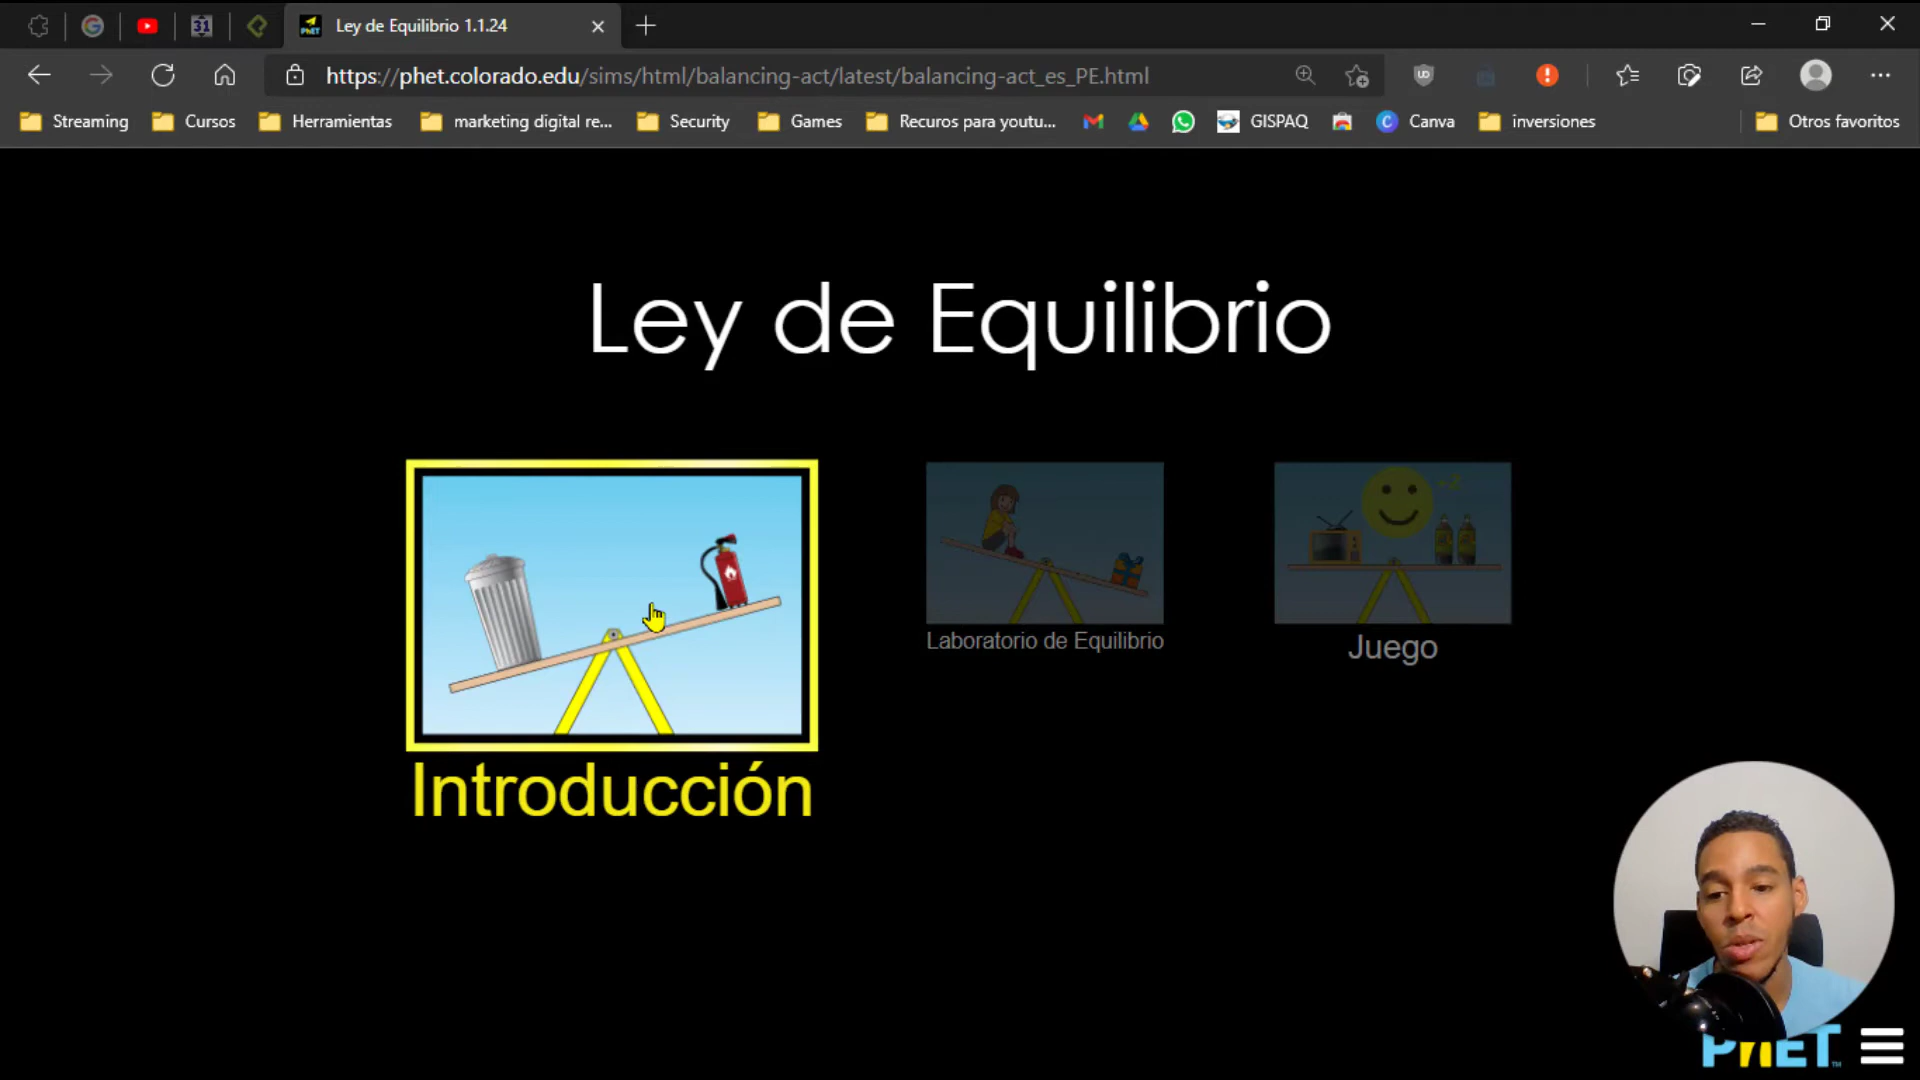 Ley de Equilibrio 1.1.24
https://phet.colorado.edu/sims/html/balancing-act/latest/balancing-act_es_PE.html
Streaming
Cursos
Herramientas
marketing digital re...
Security
Games
Recuros para youtu...
GISPAQ
Canva
inversiones
Otros favoritos
Ley de Equilibrio
Introducción
Laboratorio de Equilibrio
Juego
PhET